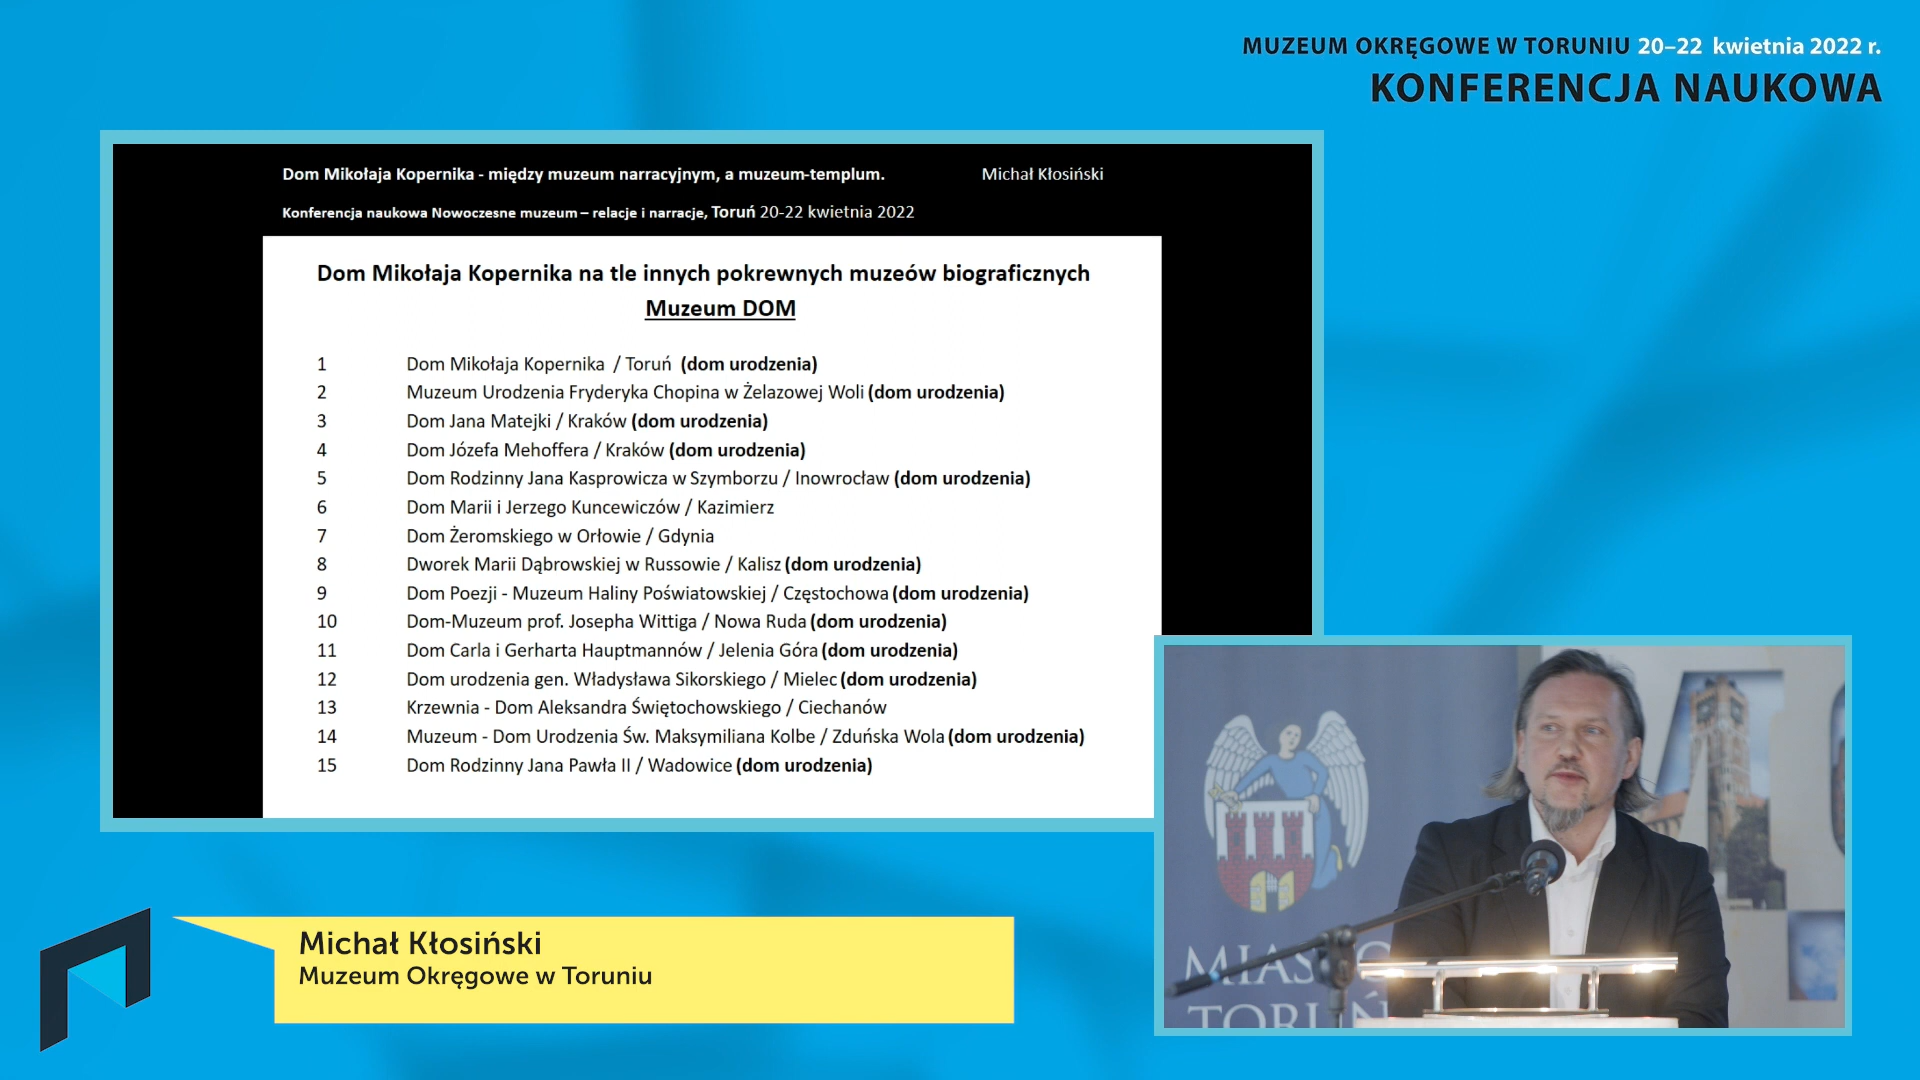 MUZEUM OKRĘGOWE W TORUNIU 20–22 kwietnia 2022 r.
KONFERENCJA NAUKOWA
Dom Mikołaja Kopernika - między muzeum narracyjnym, a muzeum-templum. Michał Kłosiński
Konferencja naukowa Nowoczesne muzeum – relacje i narracje, Toruń 20-22 kwietnia 2022
Dom Mikołaja Kopernika na tle innych pokrewnych muzeów biograficznych
Muzeum DOM
1 Dom Mikołaja Kopernika / Toruń (dom urodzenia)
2 Muzeum Urodzenia Fryderyka Chopina w Żelazowej Woli (dom urodzenia)
3 Dom Jana Matejki / Kraków (dom urodzenia)
4 Dom Józefa Mehoffera / Kraków (dom urodzenia)
5 Dom Rodzinny Jana Kasprowicza w Szymborzu / Inowrocław (dom urodzenia)
6 Dom Marii i Jerzego Kuncewiczów / Kazimierz
7 Dom Żeromskiego w Orłowie / Gdynia
8 Dworek Marii Dąbrowskiej w Russowie / Kalisz (dom urodzenia)
9 Dom Poezji - Muzeum Haliny Poświatowskiej / Częstochowa (dom urodzenia)
10 Dom-Muzeum prof. Josepha Wittiga / Nowa Ruda (dom urodzenia)
11 Dom Carla i Gerharta Hauptmannów / Jelenia Góra (dom urodzenia)
12 Dom urodzenia gen. Władysława Sikorskiego / Mielec (dom urodzenia)
13 Krzewnia - Dom Aleksandra Świętochowskiego / Ciechanów
14 Muzeum - Dom Urodzenia Św. Maksymiliana Kolbe / Zduńska Wola (dom urodzenia)
15 Dom Rodzinny Jana Pawła II / Wadowice (dom urodzenia)
Michał Kłosiński
Muzeum Okręgowe w Toruniu